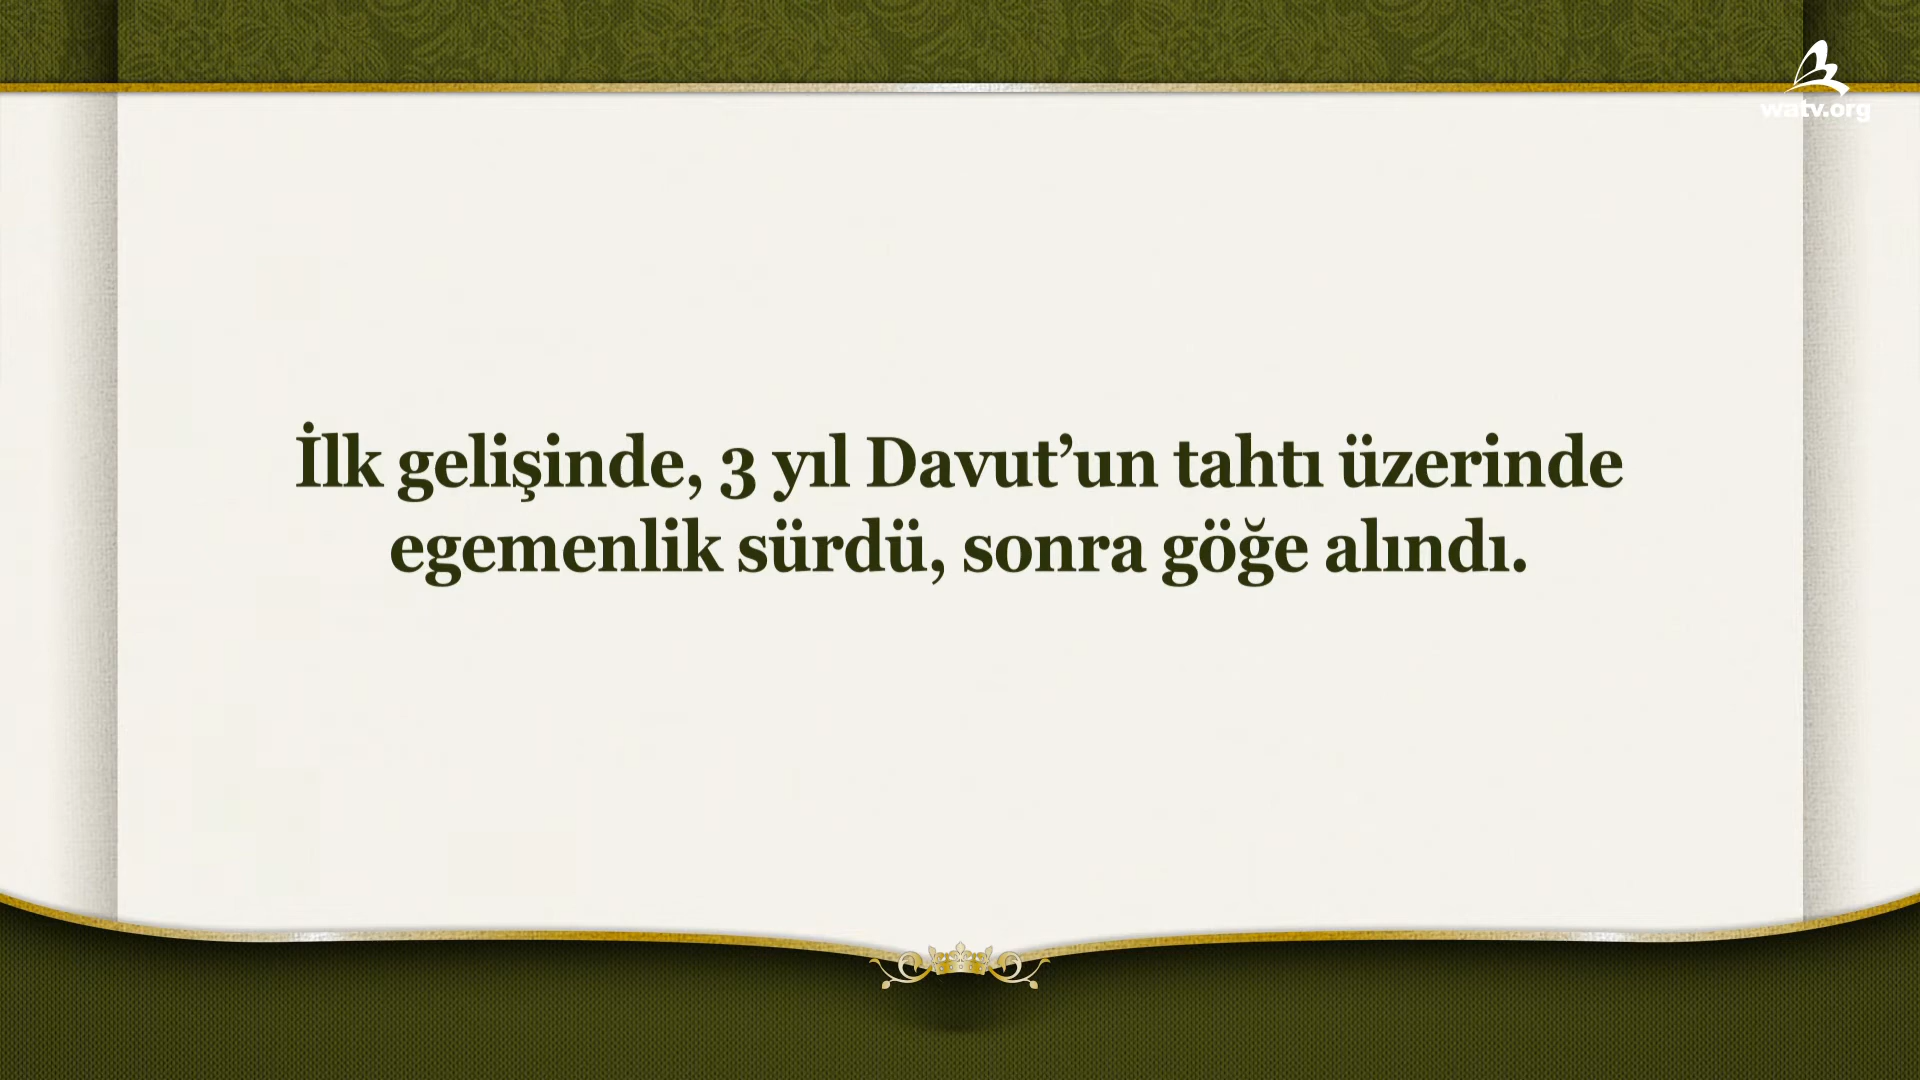 watv.org
İlk gelişinde, 3 yıl Davut’un tahtı üzerinde
egemenlik sürdü, sonra göğe alındı.